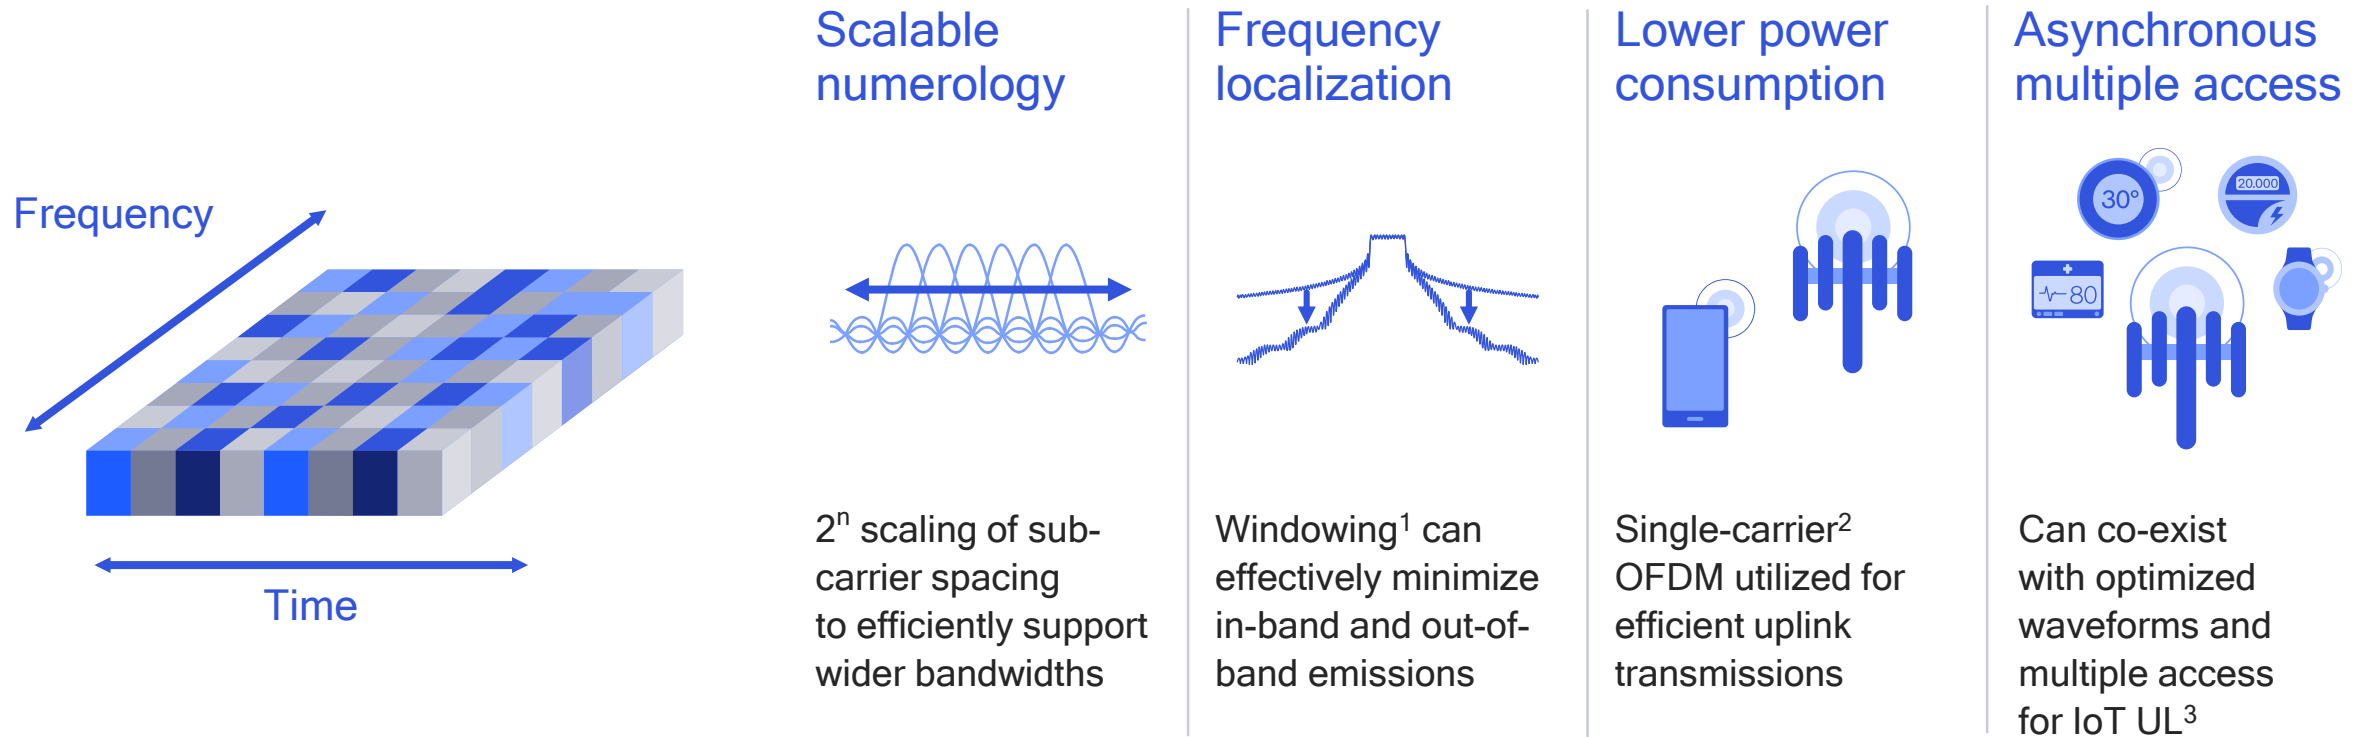 Frequency
Time
Scalable
numerology
2ⁿ scaling of sub-
carrier spacing
to efficiently support
wider bandwidths
Frequency
localization
Windowing¹ can
effectively minimize
in-band and out-of-
band emissions
Lower power
consumption
Single-carrier²
OFDM utilized for
efficient uplink
transmissions
Asynchronous
multiple access
30°
20.000
80
Can co-exist
with optimized
waveforms and
multiple access
for IoT UL³